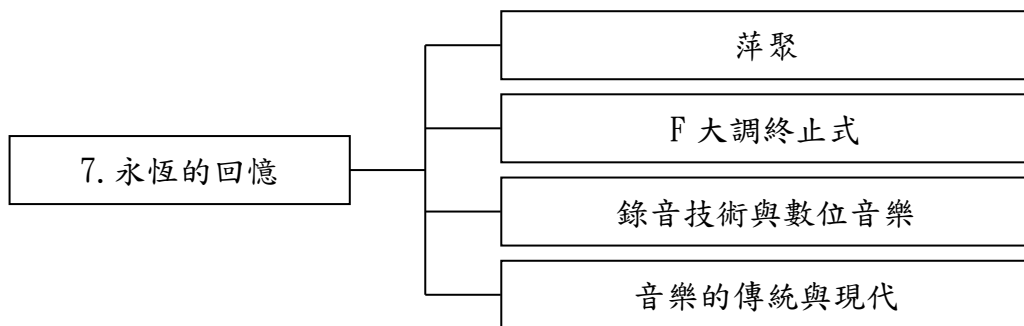 7.永恆的回憶
萍聚
F 大調終止式
錄音技術與數位音樂
音樂的傳統與現代